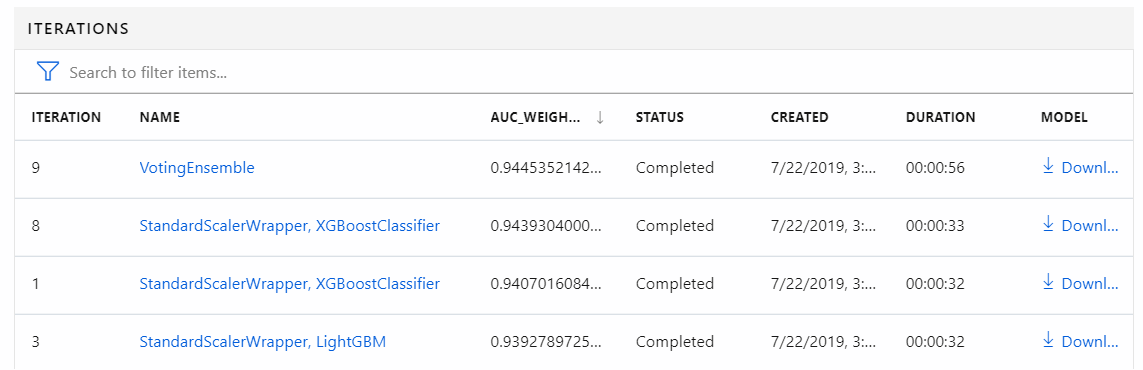 ITERATIONS
Search to filter items...
ITERATION NAME AUC_WEIGH... ↓ STATUS CREATED DURATION MODEL
9 VotingEnsemble 0.9445352142... Completed 7/22/2019, 3:... 00:00:56 Downl...
8 StandardScalerWrapper, XGBoostClassifier 0.9439304000... Completed 7/22/2019, 3:... 00:00:33 Downl...
1 StandardScalerWrapper, XGBoostClassifier 0.9407016084... Completed 7/22/2019, 3:... 00:00:32 Downl...
3 StandardScalerWrapper, LightGBM 0.9392789725... Completed 7/22/2019, 3:... 00:00:32 Downl...